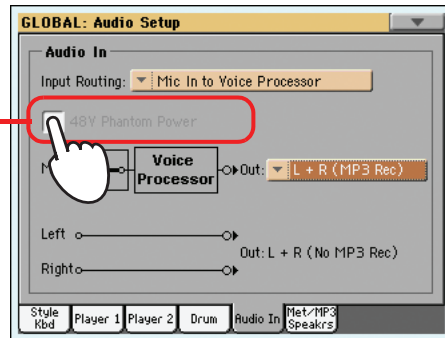 GLOBAL: Audio Setup
Audio In
Input Routing: Mic In to Voice Processor
48V Phantom Power
Voice
Processor
Out: L + R (MP3 Rec)
Left
Out: L + R (No MP3 Rec)
Right
Style
Kbd
Player 1
Player 2
Drum
Audio In
Met/MP3
Speakrs